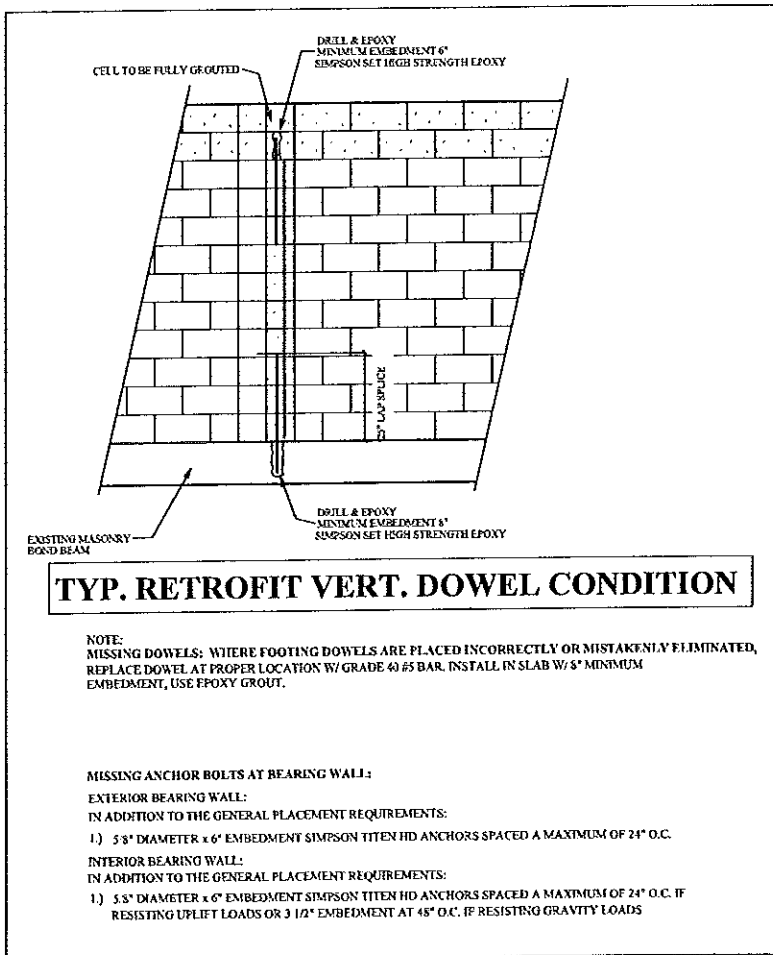 DRILL & EPOXY
MINIMUM EMBEDMENT 6"
SIMPSON SET HIGH STRENGTH EPOXY
CELL TO BE FULLY GROUTED
25" LAP SPLICE
DRILL & EPOXY
MINIMUM EMBEDMENT 8"
SIMPSON SET HIGH STRENGTH EPOXY
EXISTING MASONRY
BOND BEAM
TYP. RETROFIT VERT. DOWEL CONDITION
NOTE:
MISSING DOWELS: WHERE FOOTING DOWELS ARE PLACED INCORRECTLY OR MISTAKENLY ELIMINATED,
REPLACE DOWEL AT PROPER LOCATION W/ GRADE 40 #5 BAR. INSTALL IN SLAB W/ 8" MINIMUM
EMBEDMENT, USE EPOXY GROUT.
MISSING ANCHOR BOLTS AT BEARING WALL:
EXTERIOR BEARING WALL:
IN ADDITION TO THE GENERAL PLACEMENT REQUIREMENTS:
1.) 5/8" DIAMETER x 6" EMBEDMENT SIMPSON TITEN HD ANCHORS SPACED A MAXIMUM OF 24" O.C.
INTERIOR BEARING WALL:
IN ADDITION TO THE GENERAL PLACEMENT REQUIREMENTS:
1.) 5/8" DIAMETER x 6" EMBEDMENT SIMPSON TITEN HD ANCHORS SPACED A MAXIMUM OF 24" O.C. IF
RESISTING UPLIFT LOADS OR 3 1/2" EMBEDMENT AT 48" O.C. IF RESISTING GRAVITY LOADS